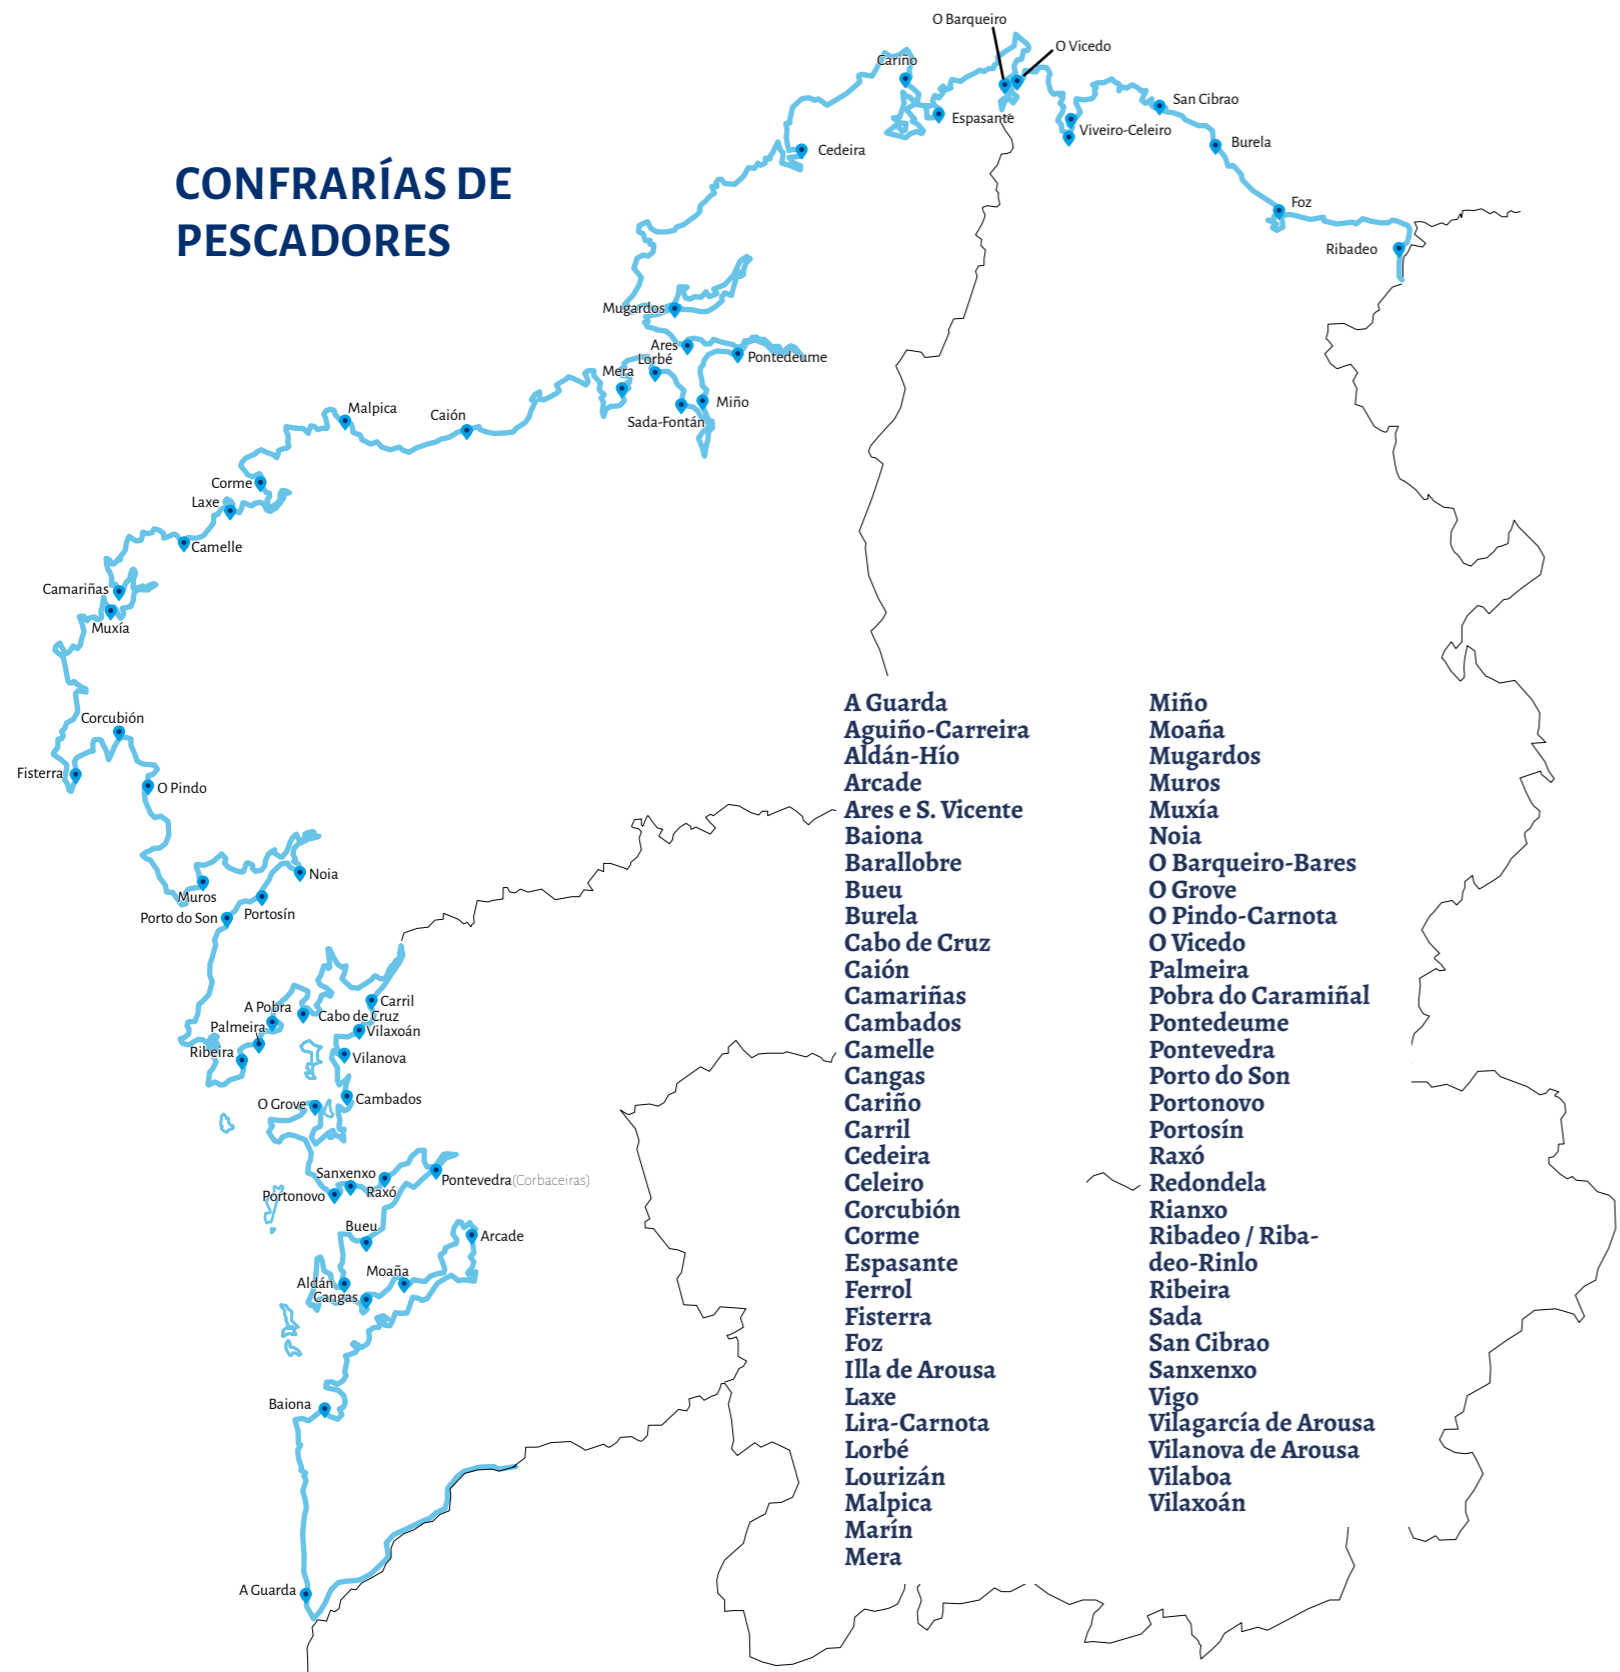 O Barqueiro
O Vicedo
Cariño
San Cibrao
Espasante
Viveiro-Celeiro
Burela
Cedeira
CONFRARÍAS DE
PESCADORES
Foz
Ribadeo
Mugardos
Ares
Lorbé
Pontedeume
Mera
Miño
Malpica
Caión
Sada-Fontán
Corme
Laxe
Camelle
Camariñas
Muxía
Corcubión
Fisterra
O Pindo
Noia
Muros
Porto do Son
Portosín
A Pobra
Carril
Cabo de Cruz
Palmeira
Vilaxoán
Ribeira
Vilanova
O Grove
Cambados
Sanxenxo
Pontevedra(Corbaceiras)
Portonovo
Raxó
Bueu
Arcade
Moaña
Aldán
Cangas
Baiona
A Guarda
A Guarda
Aguiño-Carreira
Aldán-Hío
Arcade
Ares e S. Vicente
Baiona
Barallobre
Bueu
Burela
Cabo de Cruz
Caión
Camariñas
Cambados
Camelle
Cangas
Cariño
Carril
Cedeira
Celeiro
Corcubión
Corme
Espasante
Ferrol
Fisterra
Foz
Illa de Arousa
Laxe
Lira-Carnota
Lorbé
Lourizán
Malpica
Marín
Mera
Miño
Moaña
Mugardos
Muros
Muxía
Noia
O Barqueiro-Bares
O Grove
O Pindo-Carnota
O Vicedo
Palmeira
Pobra do Caramiñal
Pontedeume
Pontevedra
Porto do Son
Portonovo
Portosín
Raxó
Redondela
Rianxo
Ribadeo / Riba-
deo-Rinlo
Ribeira
Sada
San Cibrao
Sanxenxo
Vigo
Vilagarcía de Arousa
Vilanova de Arousa
Vilaboa
Vilaxoán